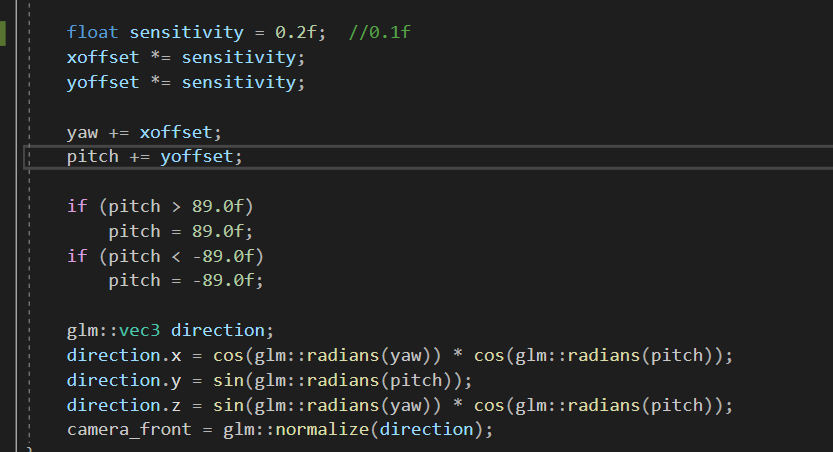 float sensitivity = 0.2f;  //0.1f
xoffset *= sensitivity;
yoffset *= sensitivity;

yaw += xoffset;
pitch += yoffset;

if (pitch > 89.0f)
    pitch = 89.0f;
if (pitch < -89.0f)
    pitch = -89.0f;

glm::vec3 direction;
direction.x = cos(glm::radians(yaw)) * cos(glm::radians(pitch));
direction.y = sin(glm::radians(pitch));
direction.z = sin(glm::radians(yaw)) * cos(glm::radians(pitch));
camera_front = glm::normalize(direction);